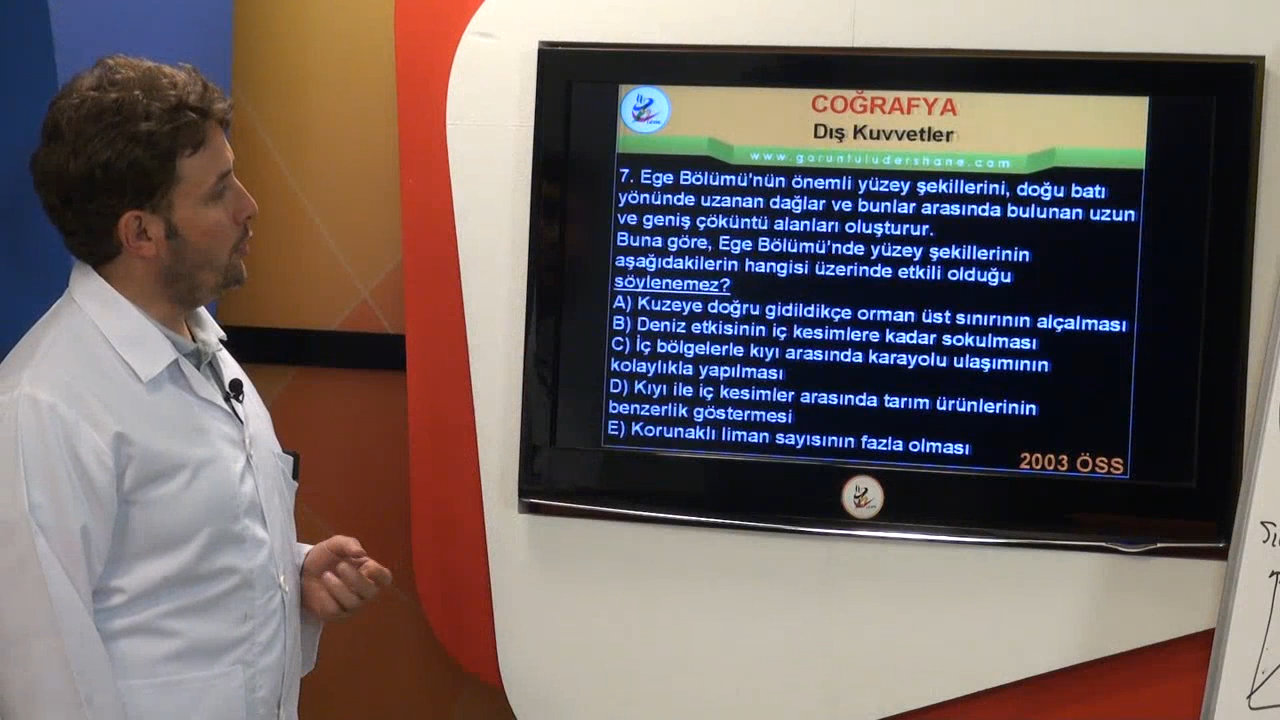 COĞRAFYA
Dış Kuvvetler
www.goruntuludershane.com
7. Ege Bölümü'nün önemli yüzey şekillerini, doğu batı
yönünde uzanan dağlar ve bunlar arasında bulunan uzun
ve geniş çöküntü alanları oluşturur.
Buna göre, Ege Bölümü'nde yüzey şekillerinin
aşağıdakilerin hangisi üzerinde etkili olduğu
söylenemez?
A) Kuzeye doğru gidildikçe orman üst sınırının alçalması
B) Deniz etkisinin iç kesimlere kadar sokulması
C) İç bölgelerle kıyı arasında karayolu ulaşımının
kolaylıkla yapılması
D) Kıyı ile iç kesimler arasında tarım ürünlerinin
benzerlik göstermesi
E) Korunaklı liman sayısının fazla olması
2003 ÖSS